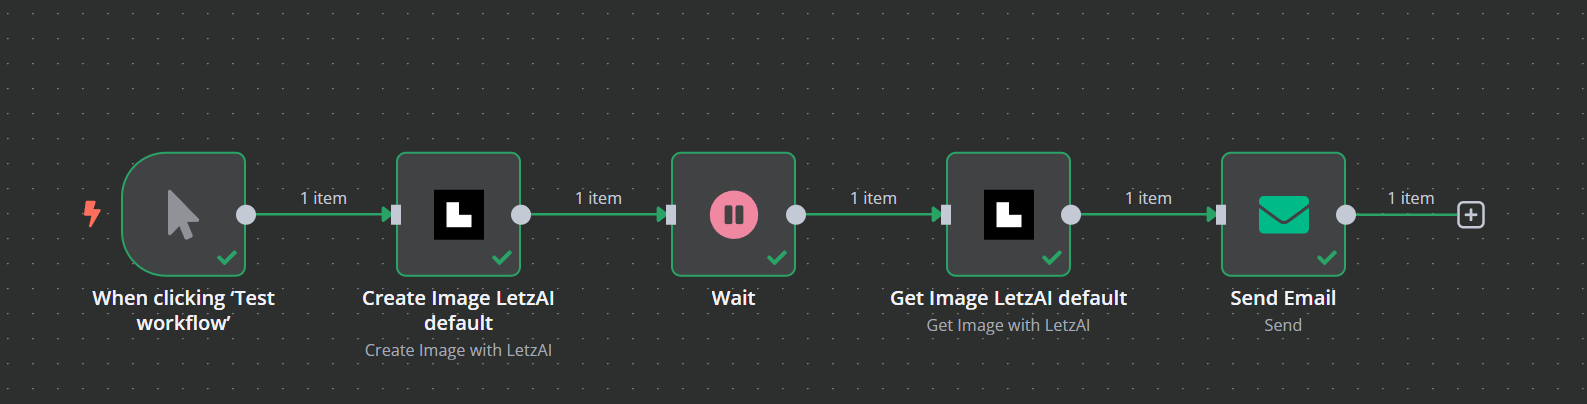 1 item
1 item
1 item
1 item
1 item
When clicking ‘Test
workflow’
Create Image LetzAI
default
Create Image with LetzAI
Wait
Get Image LetzAI default
Get Image with LetzAI
Send Email
Send